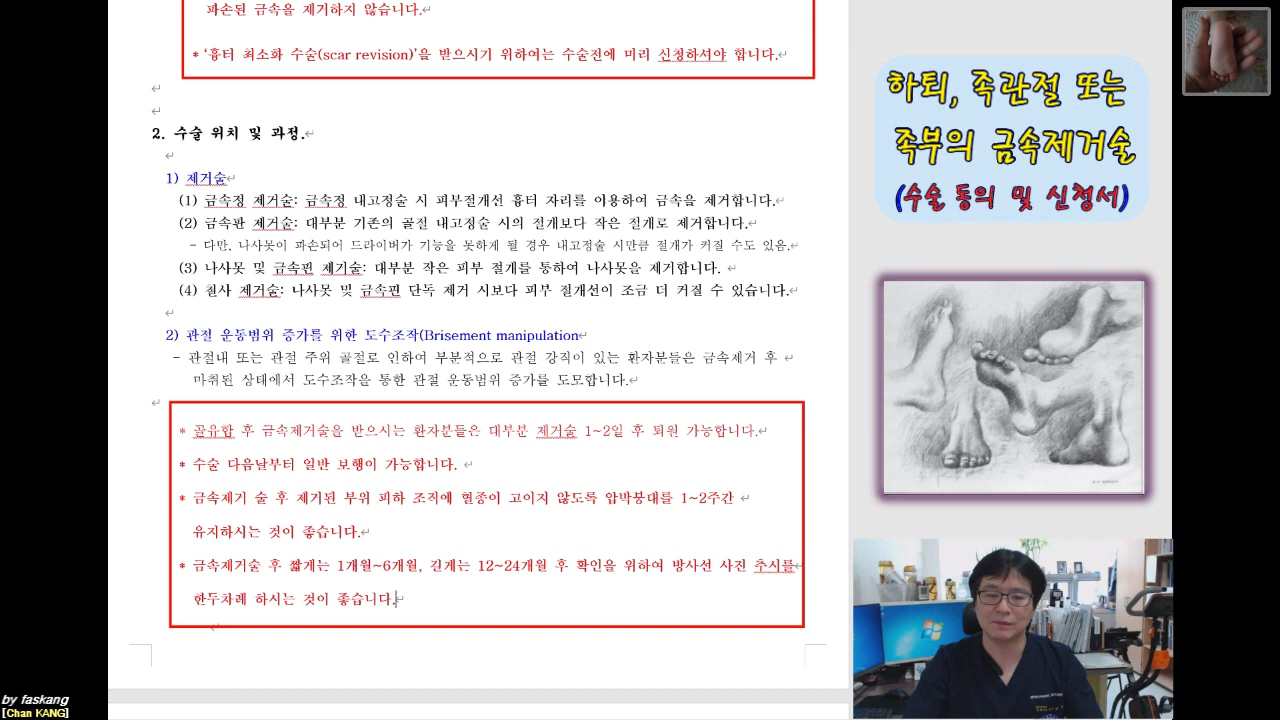 파손된 금속을 제거하지 않습니다.
* '흉터 최소화 수술(scar revision)'을 받으시기 위하여는 수술전에 미리 신청하셔야 합니다.
2. 수술 위치 및 과정.
1) 제거술
(1) 금속정 제거술: 금속정 내고정술 시 피부절개선 흉터 자리를 이용하여 금속을 제거합니다.
(2) 금속판 제거술: 대부분 기존의 골절 내고정술 시의 절개보다 작은 절개로 제거합니다.
- 다만, 나사못이 파손되어 드라이버가 기능을 못하게 될 경우 내고정술 시만큼 절개가 커질 수도 있음.
(3) 나사못 및 금속핀 제거술: 대부분 작은 피부 절개를 통하여 나사못을 제거합니다.
(4) 철사 제거술: 나사못 및 금속핀 단독 제거 시보다 피부 절개선이 조금 더 커질 수 있습니다.
2) 관절 운동범위 증가를 위한 도수조작(Brisement manipulation
- 관절내 또는 관절 주위 골절로 인하여 부분적으로 관절 강직이 있는 환자분들은 금속제거 후
마취된 상태에서 도수조작을 통한 관절 운동범위 증가를 도모합니다.
* 골유합 후 금속제거술을 받으시는 환자분들은 대부분 제거술 1~2일 후 퇴원 가능합니다.
* 수술 다음날부터 일반 보행이 가능합니다.
* 금속제거 술 후 제거된 부위 피하 조직에 혈종이 고이지 않도록 압박붕대를 1~2주간
유지하시는 것이 좋습니다.
* 금속제거술 후 짧게는 1개월~6개월, 길게는 12~24개월 후 확인을 위하여 방사선 사진 추시를
한두차례 하시는 것이 좋습니다.
하퇴, 족관절 또는
족부의 금속제거술
(수술 동의 및 신청서)
by faskang
[Chan KANG]